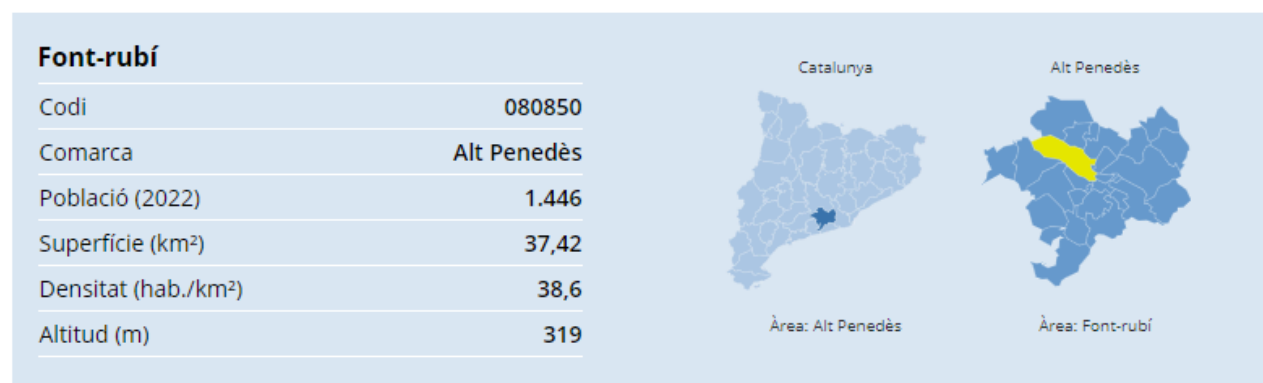 Font-rubí
Codi 080850
Comarca Alt Penedès
Població (2022) 1.446
Superfície (km²) 37,42
Densitat (hab./km²) 38,6
Altitud (m) 319
Catalunya
Àrea: Alt Penedès
Alt Penedès
Àrea: Font-rubí